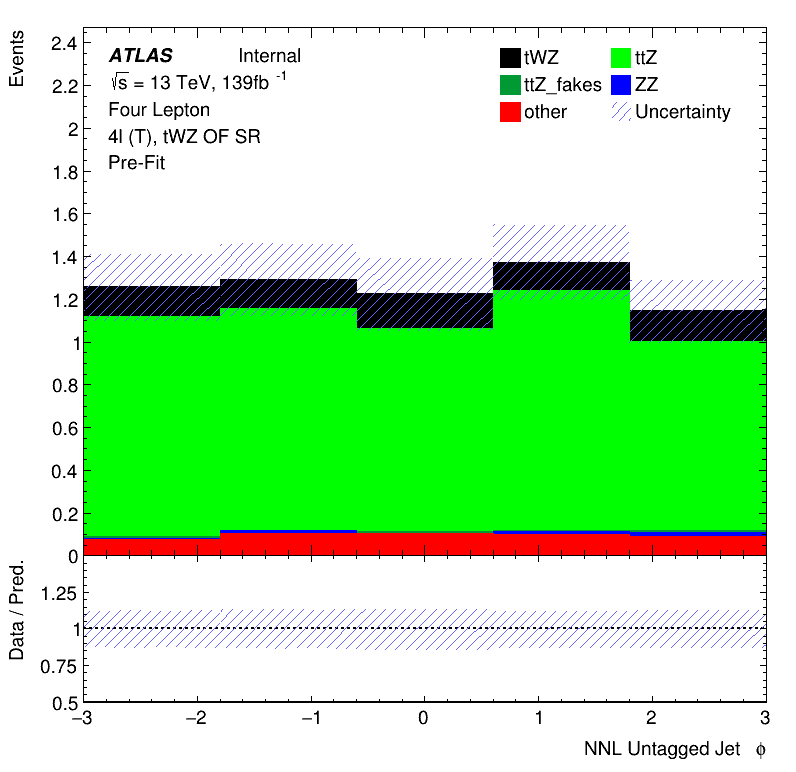 Events
2.4
2.2
2
1.8
1.6
1.4
1.2
1
0.8
0.6
0.4
0.2
0
ATLAS Internal
√s = 13 TeV, 139fb⁻¹
Four Lepton
4l (T), tWZ OF SR
Pre-Fit
tWZ ttZ
ttZ_fakes ZZ
other Uncertainty
Data / Pred.
1.25
1
0.75
0.5
−3 −2 −1 0 1 2 3
NNL Untagged Jet ϕ